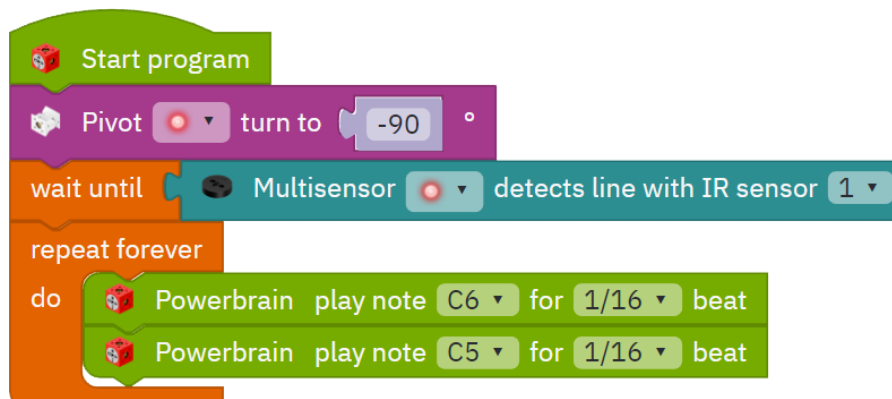 Start program
Pivot turn to -90 °
wait until Multisensor detects line with IR sensor 1
repeat forever
do Powerbrain play note C6 for 1/16 beat
Powerbrain play note C5 for 1/16 beat